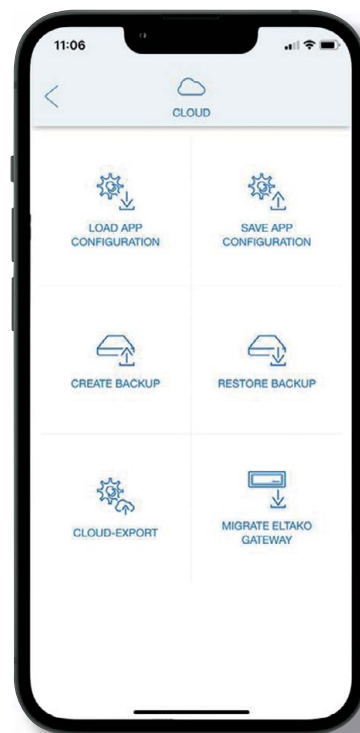 11:06
CLOUD
LOAD APP
CONFIGURATION
SAVE APP
CONFIGURATION
CREATE BACKUP
RESTORE BACKUP
CLOUD-EXPORT
MIGRATE ELTAKO
GATEWAY